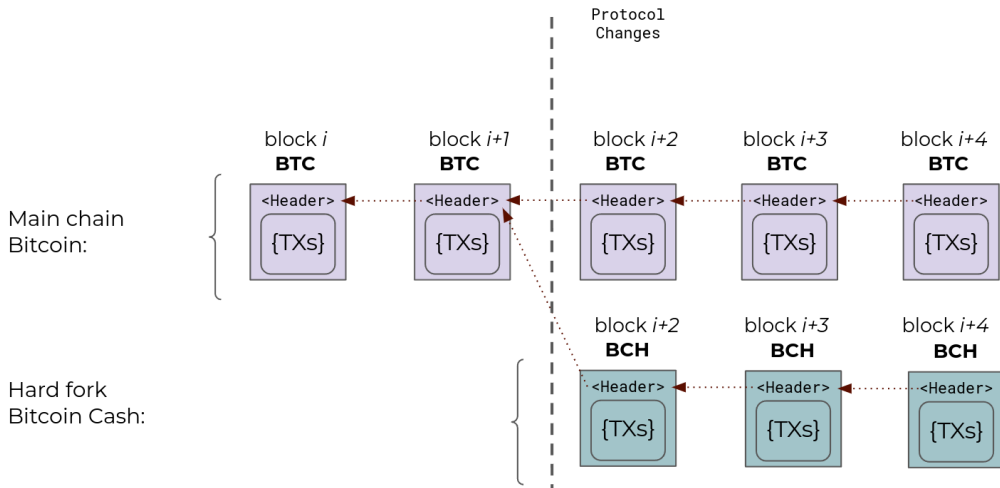 Protocol
Changes
block i
block i+1
block i+2
block i+3
block i+4
BTC
BTC
BTC
BTC
BTC
<Header>
<Header>
<Header>
<Header>
<Header>
Main chain
Bitcoin:
{TXs}
{TXs}
{TXs}
{TXs}
{TXs}
block i+2
block i+3
block i+4
BCH
BCH
BCH
Hard fork
Bitcoin Cash:
<Header>
<Header>
<Header>
{TXs}
{TXs}
{TXs}